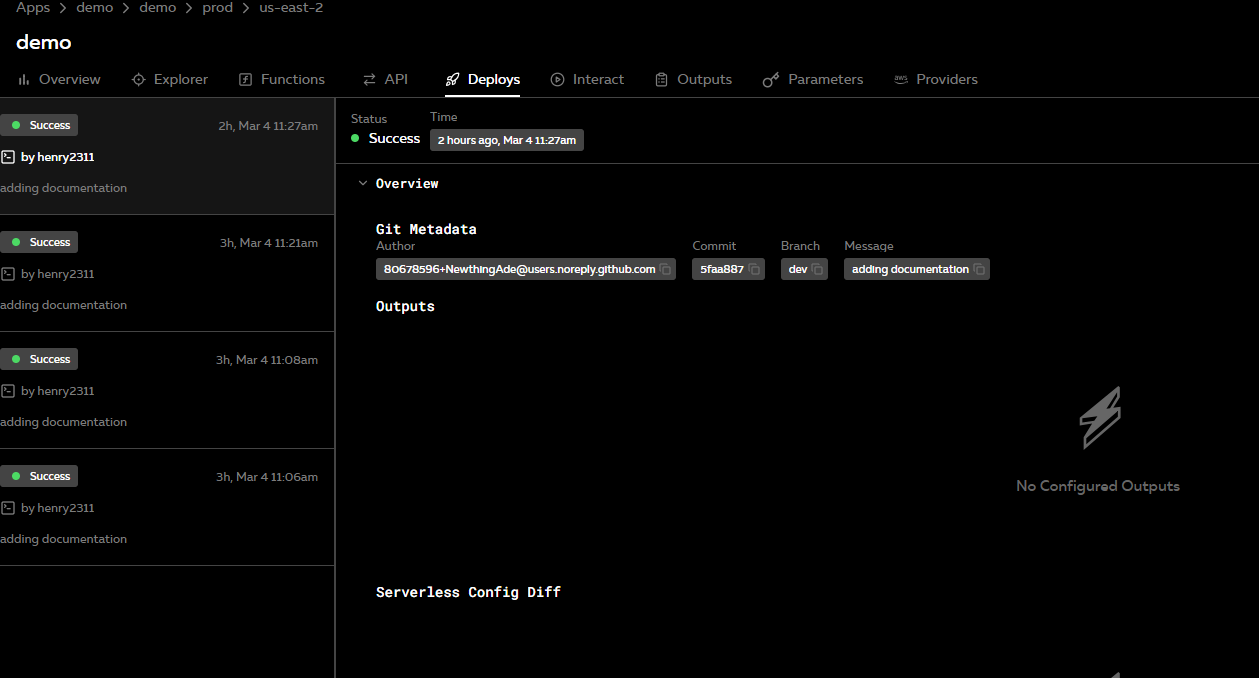 Apps > demo > demo > prod > us-east-2
demo
Overview Explorer Functions API Deploys Interact Outputs Parameters aws Providers
Success 2h, Mar 4 11:27am
by henry2311
adding documentation
Success 3h, Mar 4 11:21am
by henry2311
adding documentation
Success 3h, Mar 4 11:08am
by henry2311
adding documentation
Success 3h, Mar 4 11:06am
by henry2311
adding documentation
Status Time
Success 2 hours ago, Mar 4 11:27am
Overview
Git Metadata
Author Commit Branch Message
80678596+NewthingAde@users.noreply.github.com 5faa887 dev adding documentation
Outputs
No Configured Outputs
Serverless Config Diff